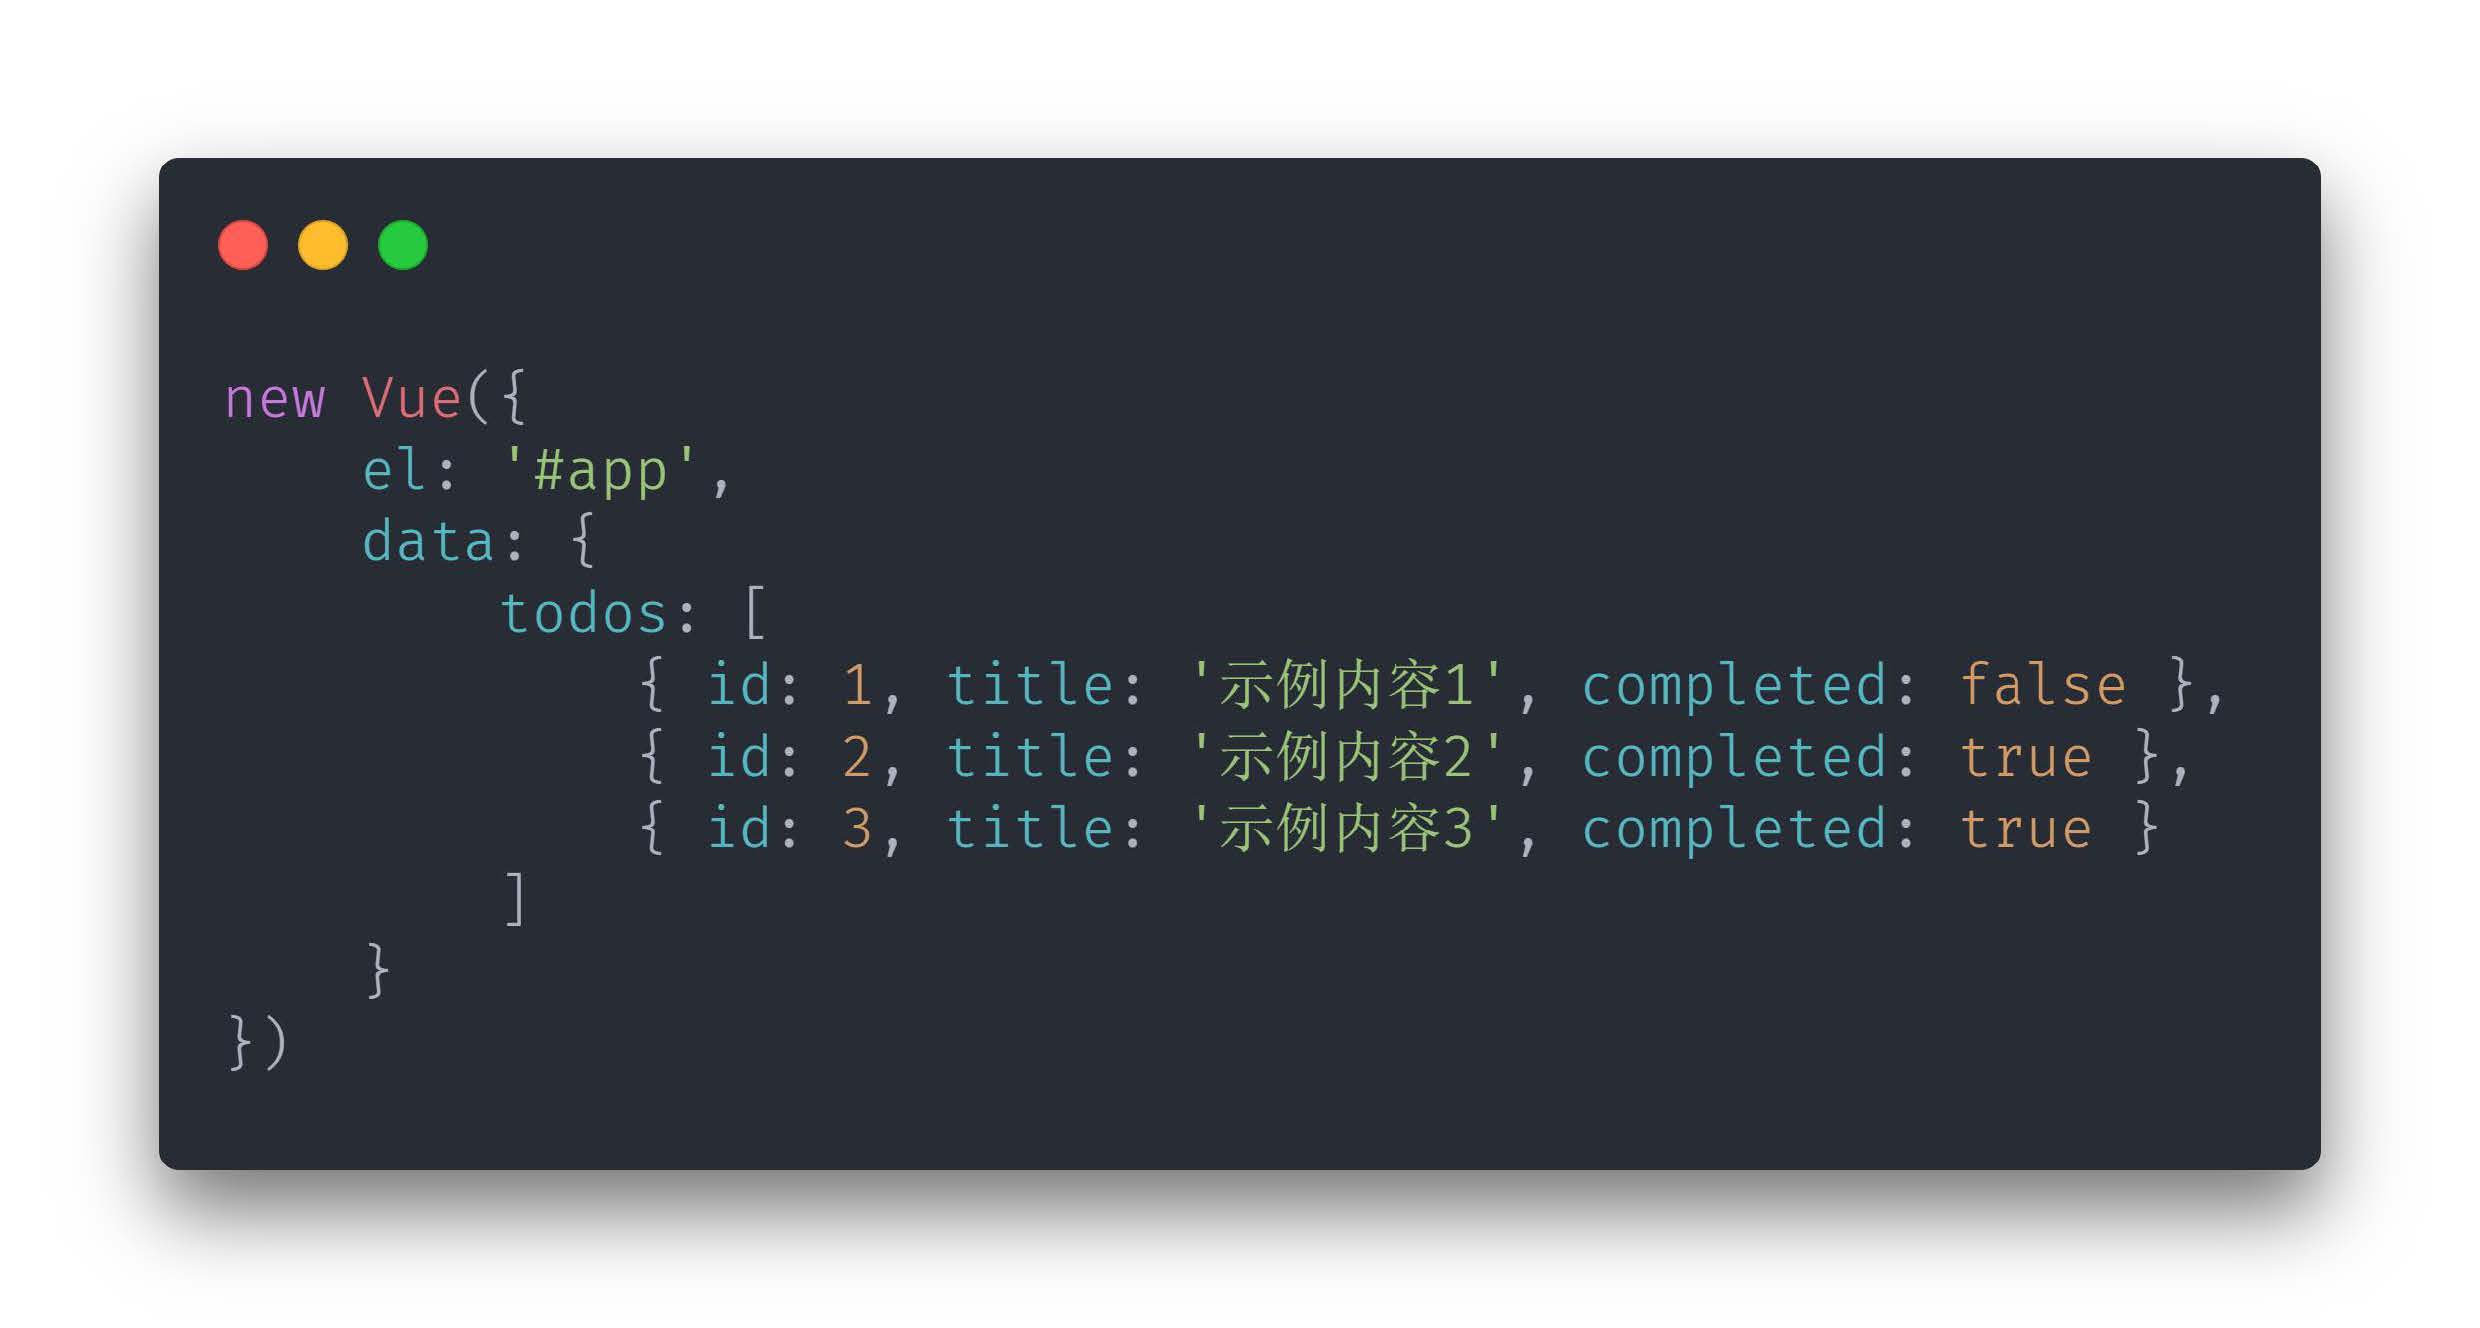 new Vue({
    el: '#app',
    data: {
        todos: [
            { id: 1, title: '示例内容1', completed: false },
            { id: 2, title: '示例内容2', completed: true },
            { id: 3, title: '示例内容3', completed: true }
        ]
    }
})